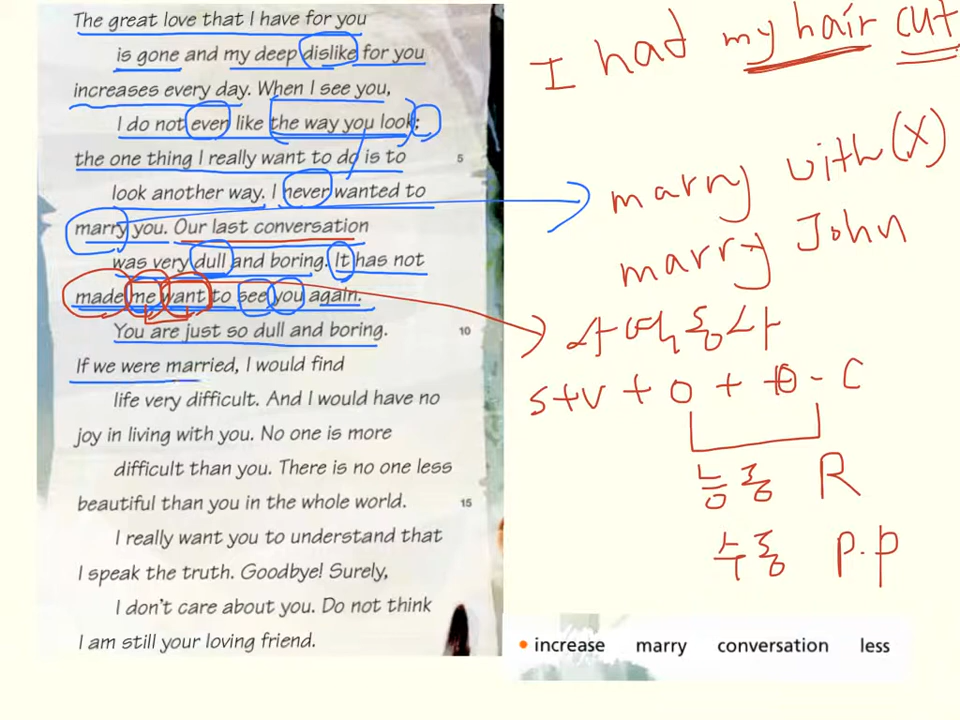 The great love that I have for you
is gone and my deep dislike for you
increases every day. When I see you,
I do not even like the way you look;
the one thing I really want to do is to
5
look another way. I never wanted to
marry you. Our last conversation
was very dull and boring. It has not
made me want to see you again.
You are just so dull and boring.
10
If we were married, I would find
life very difficult. And I would have no
joy in living with you. No one is more
difficult than you. There is no one less
beautiful than you in the whole world.
15
I really want you to understand that
I speak the truth. Goodbye! Surely,
I don't care about you. Do not think
I am still your loving friend.
I had my hair cut
marry with (X)
marry John
사역동사
S+V + O + O-C
능동 R
수동 P.P
• increase marry conversation less